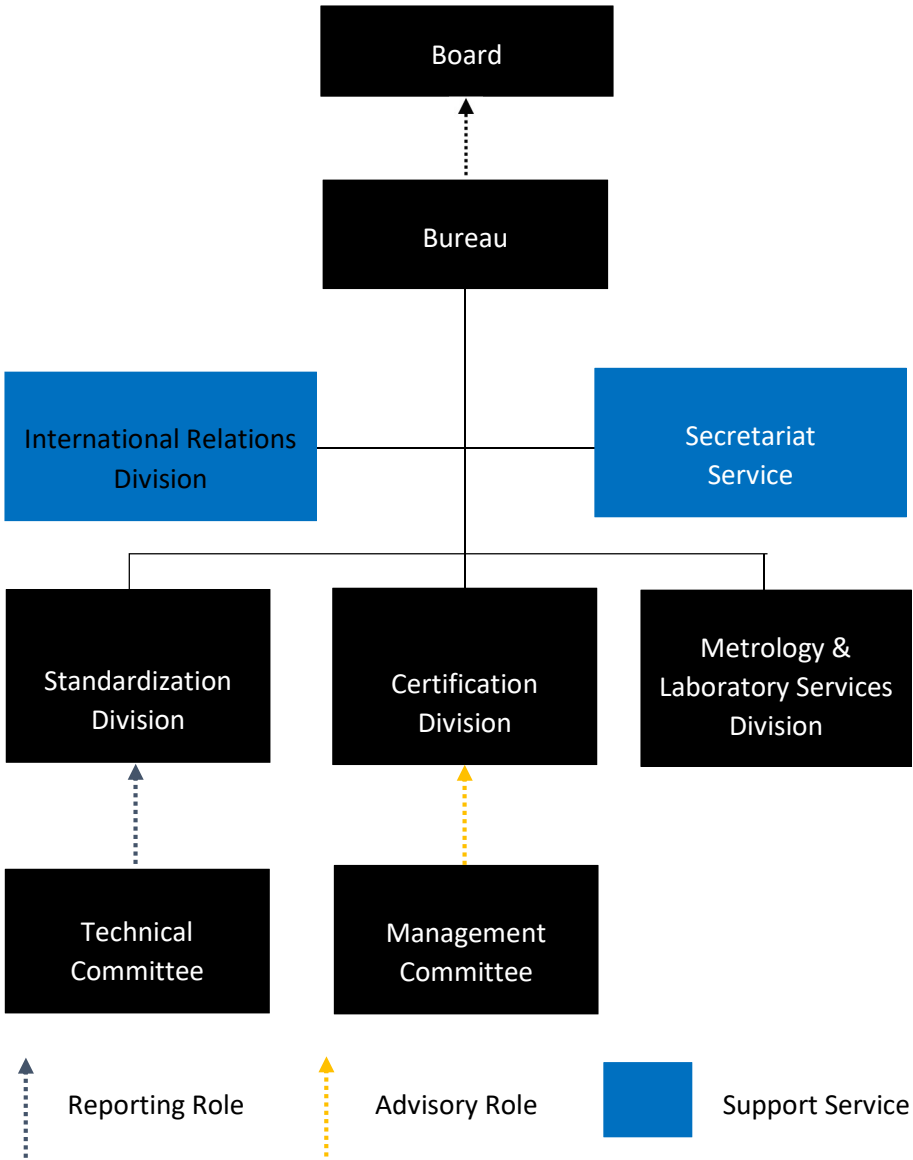 Board
Bureau
International Relations
Division
Secretariat
Service
Standardization
Division
Certification
Division
Metrology &
Laboratory Services
Division
Technical
Committee
Management
Committee
Reporting Role
Advisory Role
Support Service